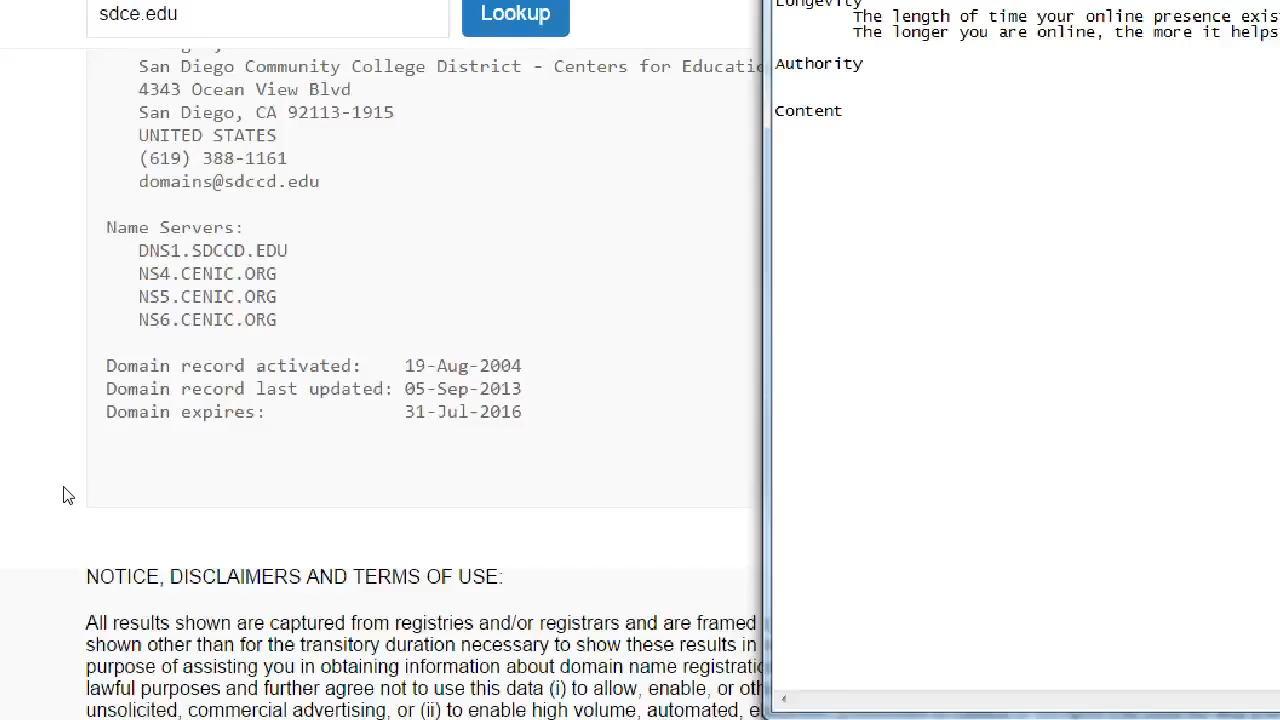 sdce.edu
Lookup
San Diego Community College District - Centers for
4343 Ocean View Blvd
San Diego, CA 92113-1915
UNITED STATES
(619) 388-1161
domains@sdccd.edu
Name Servers:
DNS1.SDCCD.EDU
NS4.CENIC.ORG
NS5.CENIC.ORG
NS6.CENIC.ORG
Domain record activated: 19-Aug-2004
Domain record last updated: 05-Sep-2013
Domain expires: 31-Jul-2016
NOTICE, DISCLAIMERS AND TERMS OF USE:
All results shown are captured from registries and/or registrars and are framed
shown other than for the transitory duration necessary to show these results in
purpose of assisting you in obtaining information about domain name
lawful purposes and further agree not to use this data (i) to allow, enable, or
unsolicited, commercial advertising, or (ii) to enable high volume, automated,
Longevity
The length of time your online presence
The longer you are online, the more it helps
Authority
Content